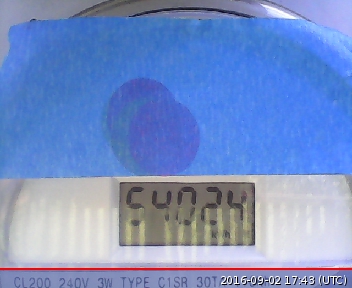 54024
CL200 240V 3W TYPE C1SR 30T
2016-09-02 17:43 (UTC)